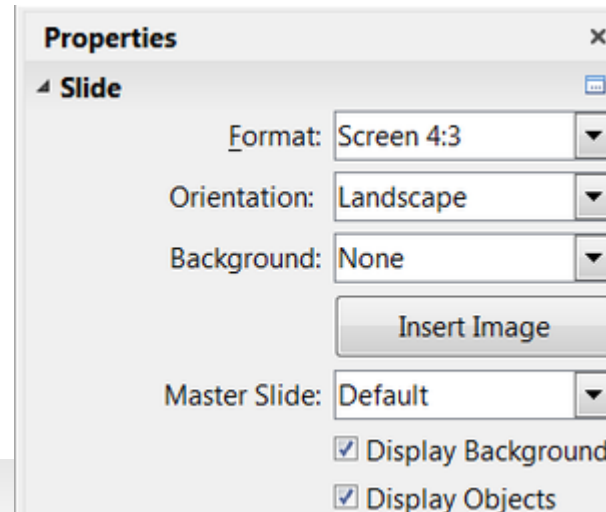 Properties
Slide
Format: Screen 4:3
Orientation: Landscape
Background: None
Insert Image
Master Slide: Default
Display Background
Display Objects